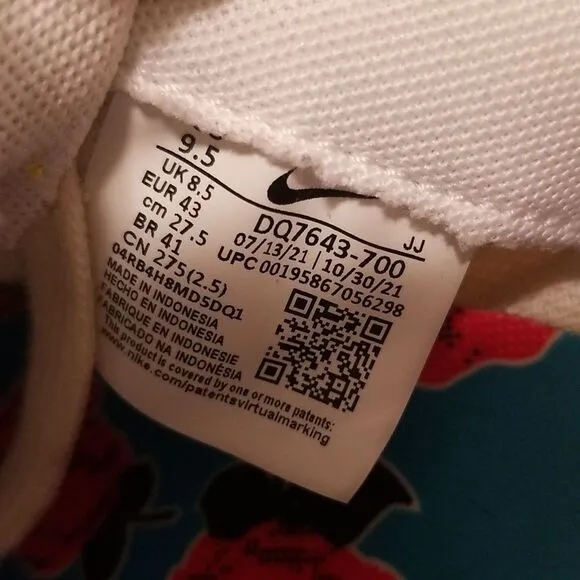 9.5
UK 8.5
EUR 43
cm 27.5
BR 41
CN 275(2.5)
04RB4H8MD5DQ1
MADE IN INDONESIA
HECHO EN INDONESIA
FABRIQUE EN INDONESIE
FABRICADO NA INDONÉSIA
This product is covered by one or more patents:
www.nike.com/patentsvirtualmarking
JJ
DQ7643-700
07/13/21 | 10/30/21
UPC 00195867056298